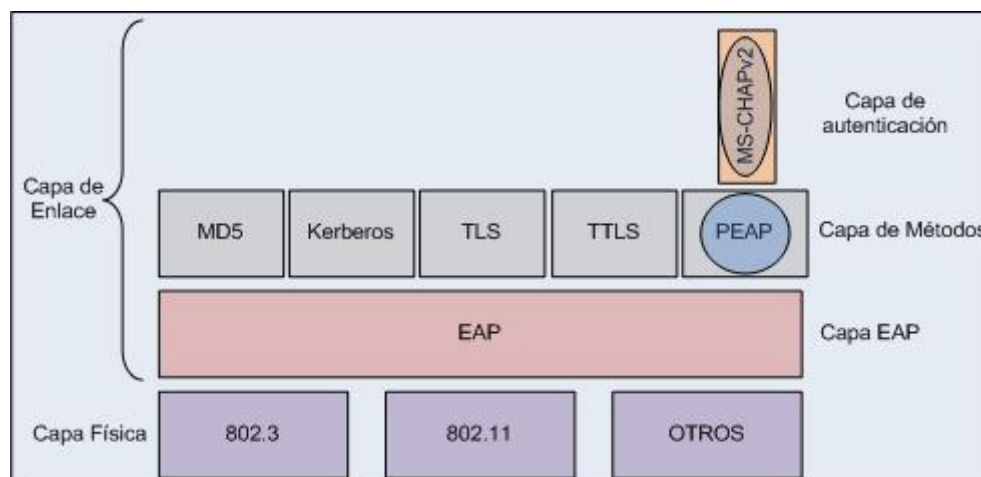 MS-CHAPv2
Capa de
autenticación
Capa de
Enlace
MD5
Kerberos
TLS
TTLS
PEAP
Capa de Métodos
EAP
Capa EAP
Capa Física
802.3
802.11
OTROS